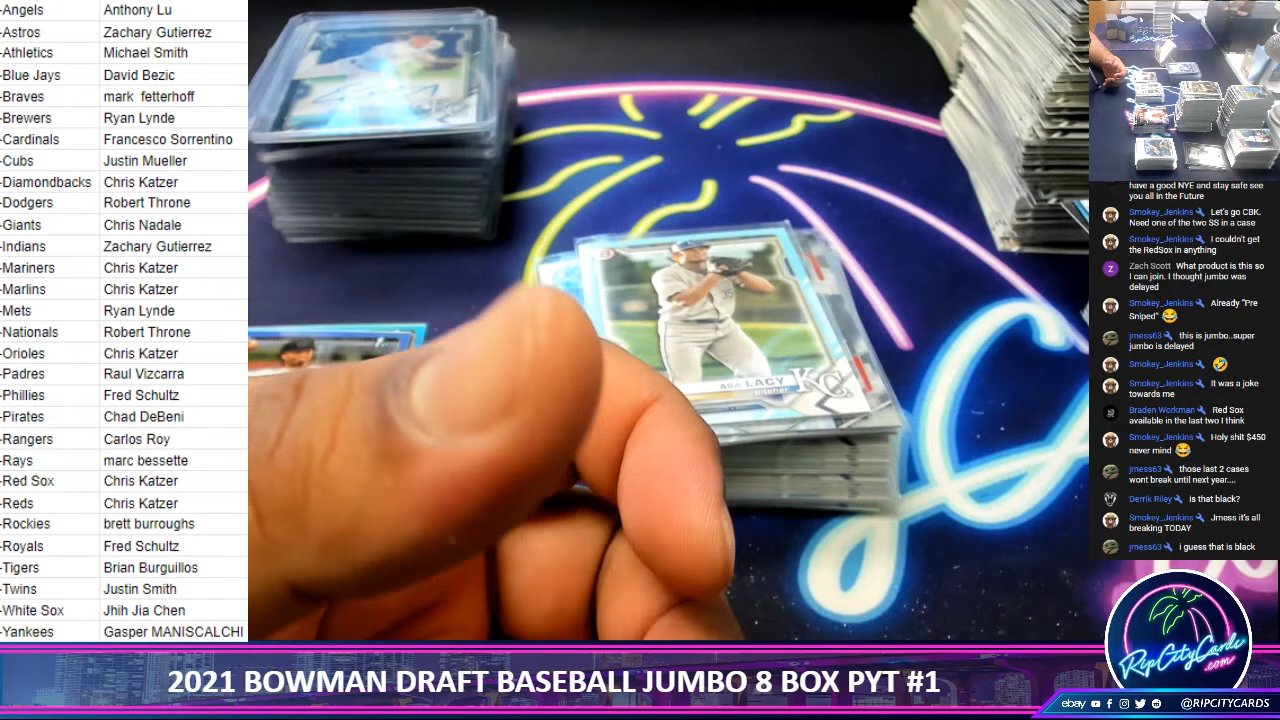 -Angels Anthony Lu
-Astros Zachary Gutierrez
-Athletics Michael Smith
-Blue Jays David Bezic
-Braves mark fetterhoff
-Brewers Ryan Lynde
-Cardinals Francesco Sorrentino
-Cubs Justin Mueller
-Diamondbacks Chris Katzer
-Dodgers Robert Throne
-Giants Chris Nadale
-Indians Zachary Gutierrez
-Mariners Chris Katzer
-Marlins Chris Katzer
-Mets Ryan Lynde
-Nationals Robert Throne
-Orioles Chris Katzer
-Padres Raul Vizcarra
-Phillies Fred Schultz
-Pirates Chad DeBeni
-Rangers Carlos Roy
-Rays marc bessette
-Red Sox Chris Katzer
-Reds Chris Katzer
-Rockies brett burroughs
-Royals Fred Schultz
-Tigers Brian Burguillos
-Twins Justin Smith
-White Sox Jhih Jia Chen
-Yankees Gasper MANISCALCHI
35
ASA LACY
pitcher
KC
have a good NYE and stay safe see
you all in the Future
Smokey_Jenkins Let's go CBK.
Need one of the two SS in a case
Smokey_Jenkins I couldn't get
the RedSox in anything
Z
Zach Scott What product is this so
I can join. I thought jumbo was
delayed
Smokey_Jenkins Already "Pre
Sniped" 😂
jmess63 this is jumbo..super
jumbo is delayed
Smokey_Jenkins 🤣
Smokey_Jenkins It was a joke
towards me
Braden Workman Red Sox
available in the last two I think
Smokey_Jenkins Holy shit $450
never mind 😂
jmess63 those last 2 cases
wont break until next year....
Derrik Riley is that black?
Smokey_Jenkins Jmess it's all
breaking TODAY
jmess63 i guess that is black
RipCityCards
.com
2021 BOWMAN DRAFT BASEBALL JUMBO 8 BOX PYT #1
ebay @RIPCITYCARDS